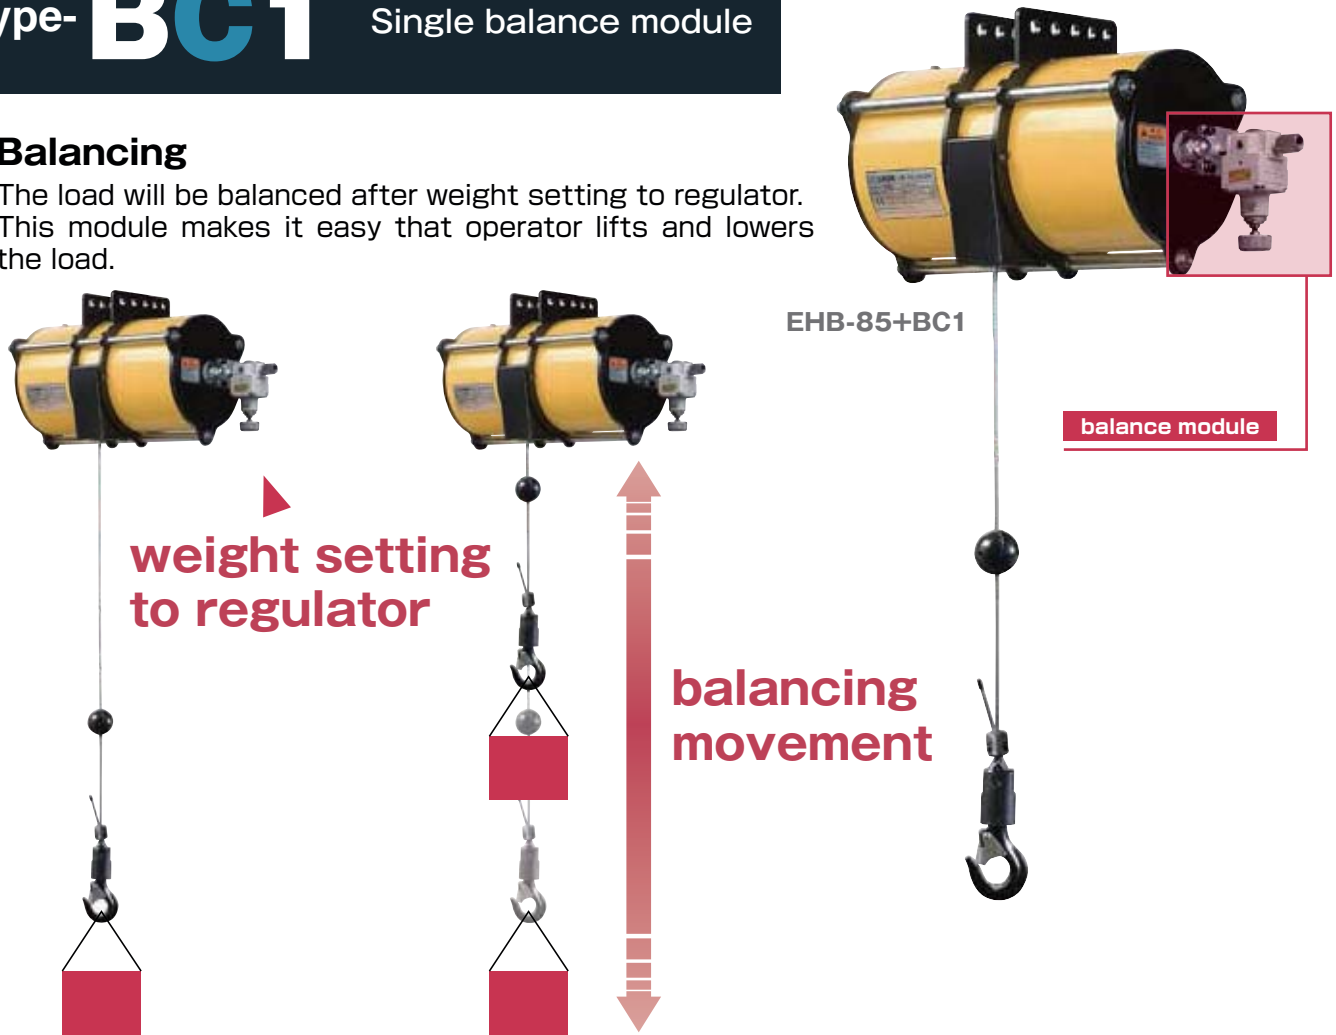 ype-BC1 Single balance module
Balancing
The load will be balanced after weight setting to regulator.
This module makes it easy that operator lifts and lowers
the load.
EHB-85+BC1
balance module
weight setting
to regulator
balancing
movement